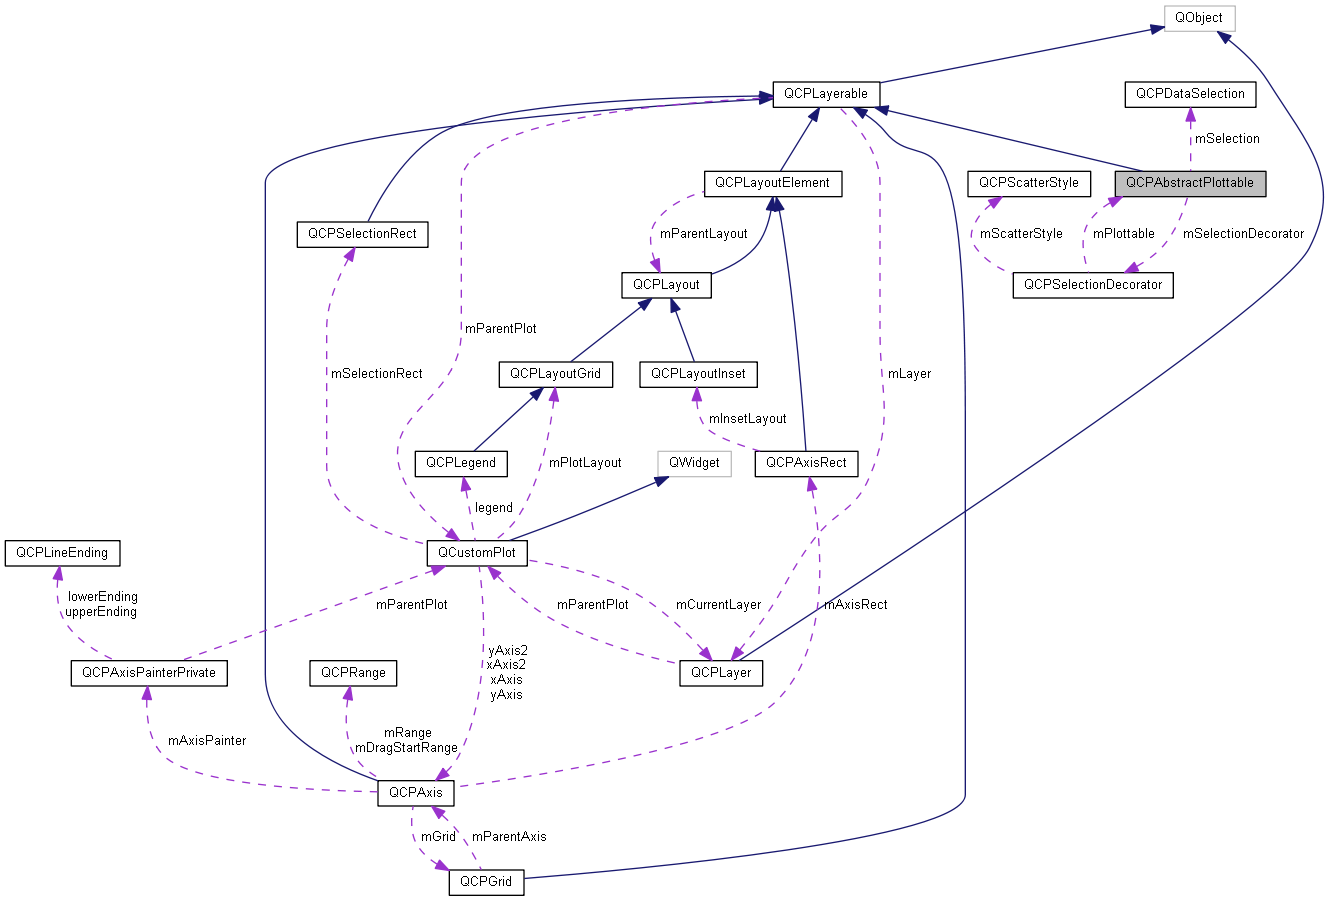 QObject
QCPLayerable
QCPDataSelection
mSelection
QCPLayoutElement
QCPScatterStyle
QCPAbstractPlottable
QCPSelectionRect
mParentLayout
mScatterStyle
mPlottable
mSelectionDecorator
QCPLayout
QCPSelectionDecorator
mParentPlot
mSelectionRect
QCPLayoutGrid
QCPLayoutInset
mLayer
mInsetLayout
QCPLegend
mPlotLayout
QWidget
QCPAxisRect
legend
QCPLineEnding
QCustomPlot
lowerEnding
upperEnding
mParentPlot
mParentPlot
mCurrentLayer
mAxisRect
yAxis2
xAxis2
xAxis
yAxis
QCPAxisPainterPrivate
QCPRange
QCPLayer
mAxisPainter
mRange
mDragStartRange
QCPAxis
mGrid
mParentAxis
QCPGrid